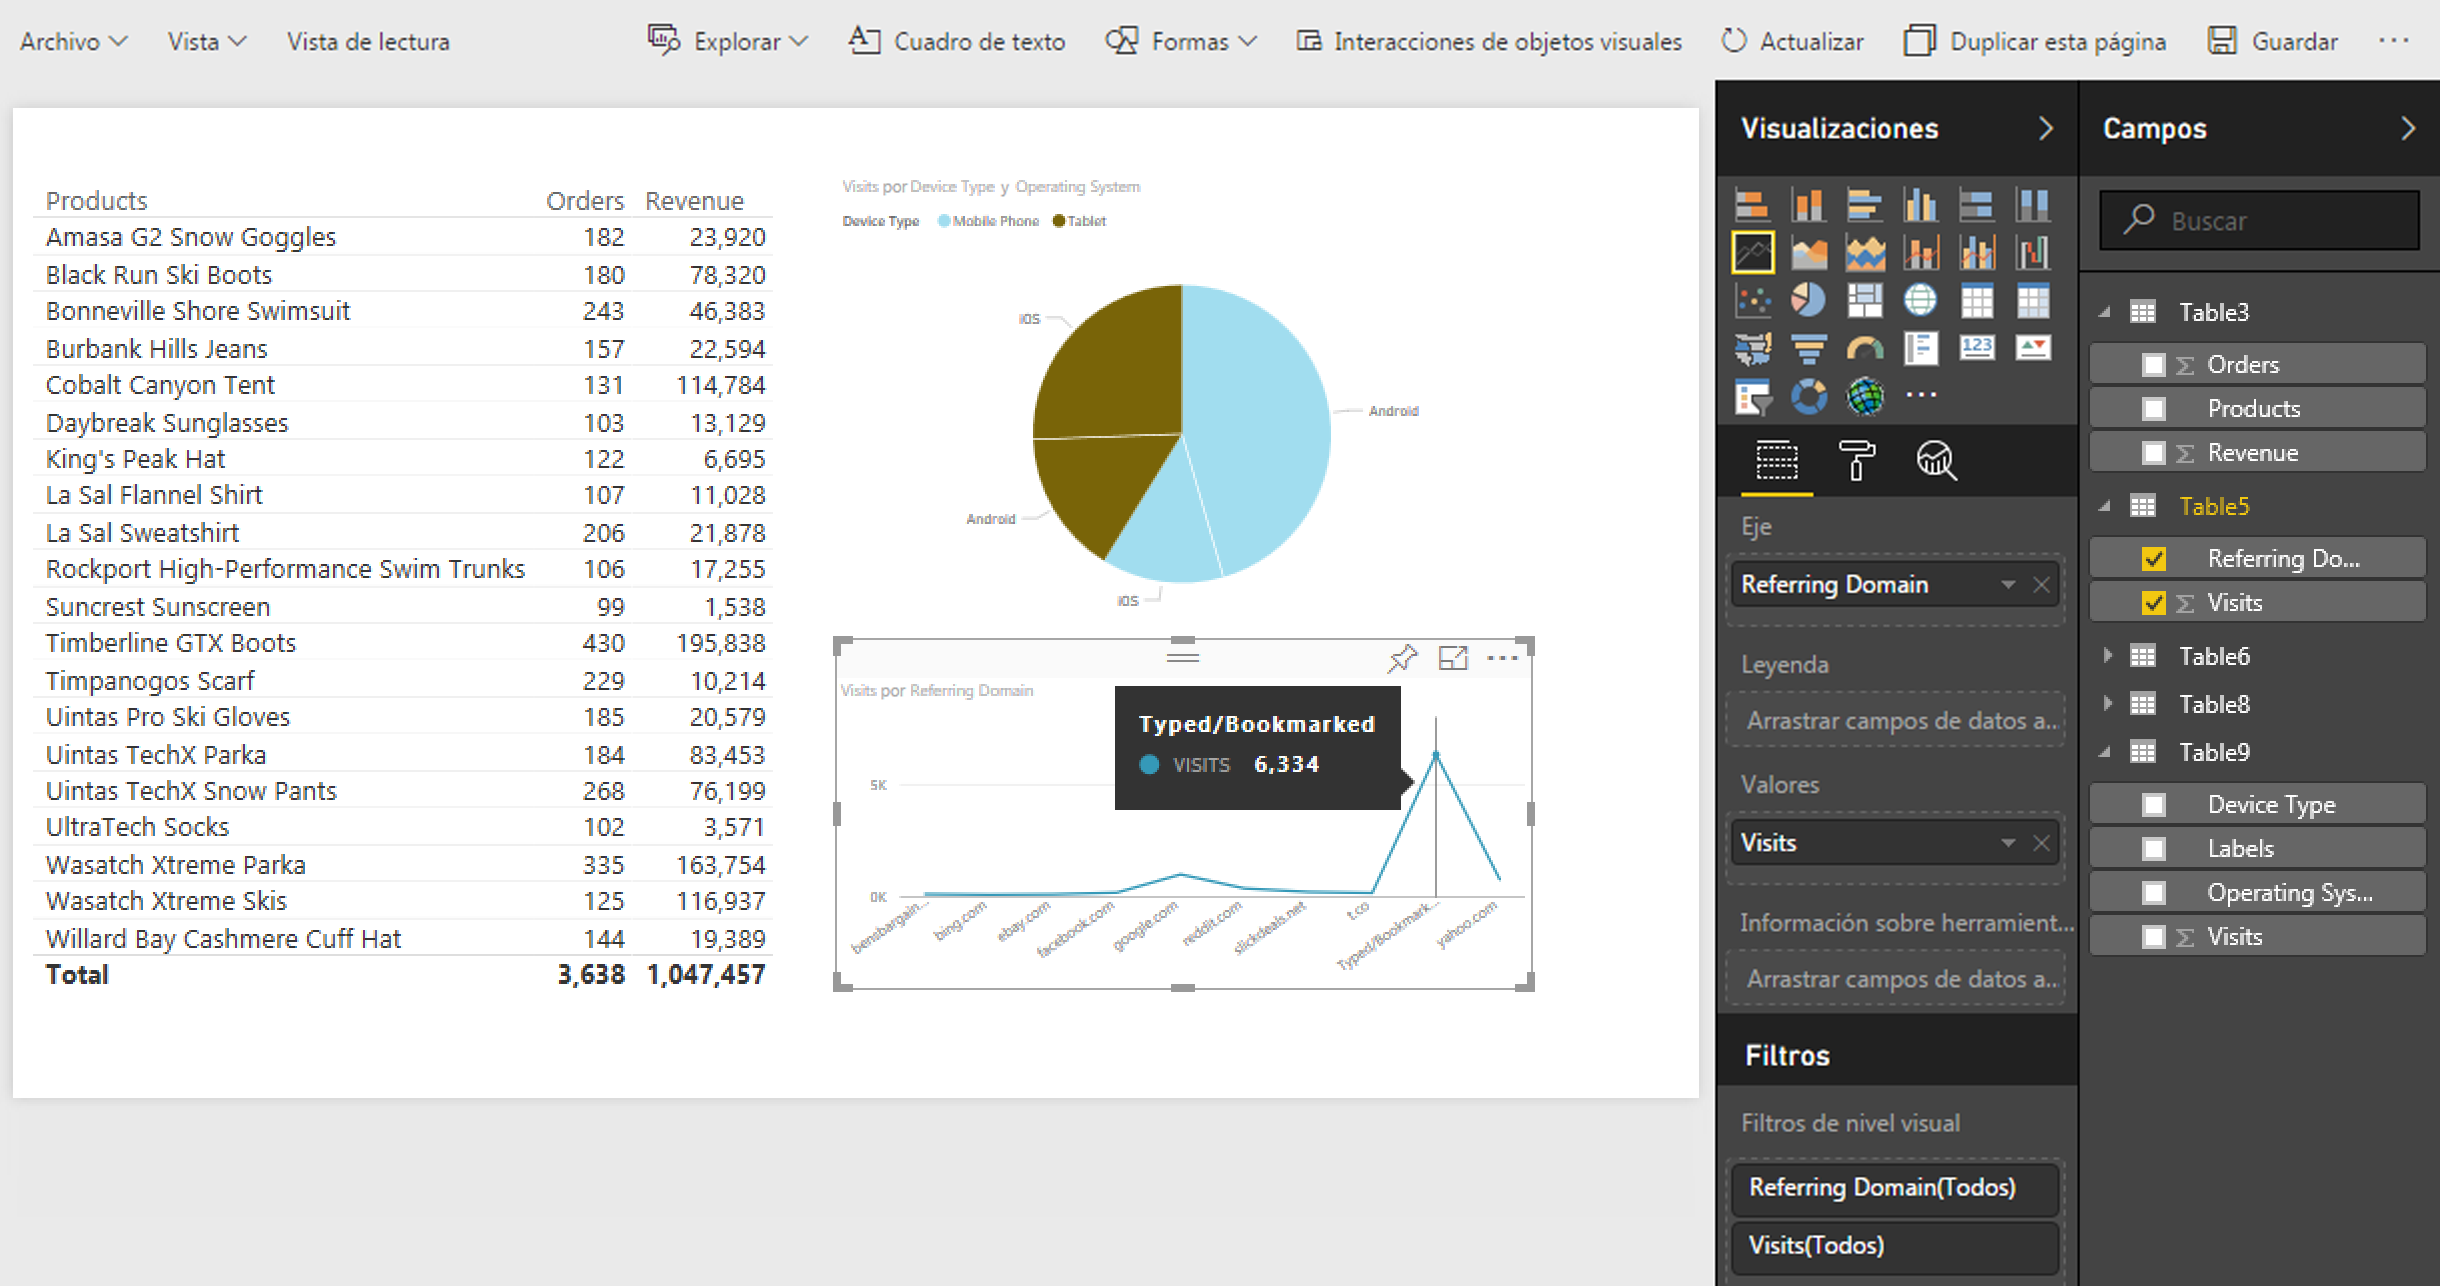 Archivo Vista Vista de lectura Explorar Cuadro de texto Formas Interacciones de objetos visuales Actualizar Duplicar esta página Guardar ...
Products Orders Revenue
Amasa G2 Snow Goggles 182 23,920
Black Run Ski Boots 180 78,320
Bonneville Shore Swimsuit 243 46,383
Burbank Hills Jeans 157 22,594
Cobalt Canyon Tent 131 114,784
Daybreak Sunglasses 103 13,129
King's Peak Hat 122 6,695
La Sal Flannel Shirt 107 11,028
La Sal Sweatshirt 206 21,878
Rockport High-Performance Swim Trunks 106 17,255
Suncrest Sunscreen 99 1,538
Timberline GTX Boots 430 195,838
Timpanogos Scarf 229 10,214
Uintas Pro Ski Gloves 185 20,579
Uintas TechX Parka 184 83,453
Uintas TechX Snow Pants 268 76,199
UltraTech Socks 102 3,571
Wasatch Xtreme Parka 335 163,754
Wasatch Xtreme Skis 125 116,937
Willard Bay Cashmere Cuff Hat 144 19,389
Total 3,638 1,047,457
Visits por Device Type y Operating System
Device Type Mobile Phone Tablet
iOS
Android
Android
iOS
Visits por Referring Domain
Typed/Bookmarked
VISITS 6,334
5K
0K
bensbargain...
bing.com
ebay.com
facebook.com
google.com
reddit.com
slickdeals.net
t.co
Typed/Bookmark...
yahoo.com
Visualizaciones
123
Eje
Referring Domain
Leyenda
Arrastrar campos de datos a...
Valores
Visits
Información sobre herramient...
Arrastrar campos de datos a...
Filtros
Filtros de nivel visual
Referring Domain(Todos)
Visits(Todos)
Campos
Buscar
Table3
Σ Orders
Products
Σ Revenue
Table5
Referring Do...
Σ Visits
Table6
Table8
Table9
Device Type
Labels
Operating Sys...
Σ Visits